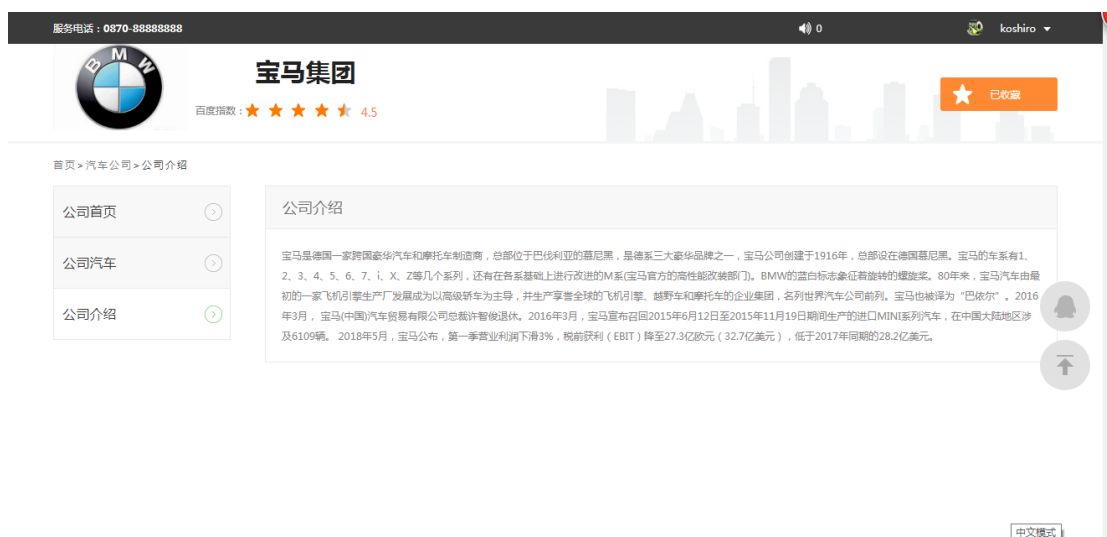 服务电话：0870-88888888
0
koshiro
BMW
宝马集团
百度指数：
4.5
已收藏
首页>汽车公司>公司介绍
公司首页
公司汽车
公司介绍
公司介绍
宝马是德国一家跨国豪华汽车和摩托车制造商，总部位于巴伐利亚的慕尼黑，是德系三大豪华品牌之一，宝马公司创建于1916年，总部设在德国慕尼黑。宝马的车系有1、
2、3、4、5、6、7、i、X、Z等几个系列，还有在各系基础上进行改进的M系(宝马官方的高性能改装部门)。BMW的蓝白标志象征着旋转的螺旋桨。80年来，宝马汽车由最
初的一家飞机引擎生产厂发展成为以高级轿车为主导，并生产享誉全球的飞机引擎、越野车和摩托车的企业集团，名列世界汽车公司前列。宝马也被译为“巴依尔”。2016
年3月， 宝马(中国)汽车贸易有限公司总裁许智俊退休。2016年3月，宝马宣布召回2015年6月12日至2015年11月19日期间生产的进口MINI系列汽车，在中国大陆地区涉
及6109辆。 2018年5月，宝马公布，第一季营业利润下滑3%，税前获利（EBIT）降至27.3亿欧元（32.7亿美元），低于2017年同期的28.2亿美元。
中文模式